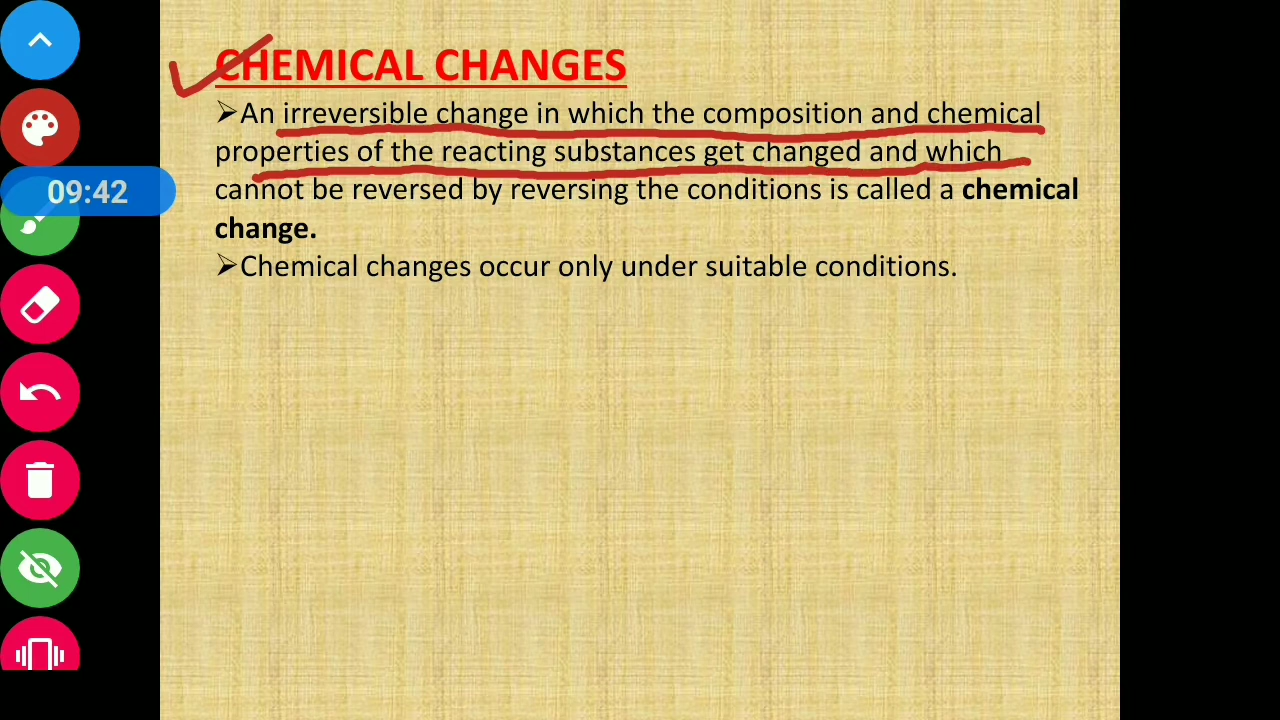 CHEMICAL CHANGES
➢An irreversible change in which the composition and chemical
properties of the reacting substances get changed and which
09:42
cannot be reversed by reversing the conditions is called a chemical
change.
➢Chemical changes occur only under suitable conditions.